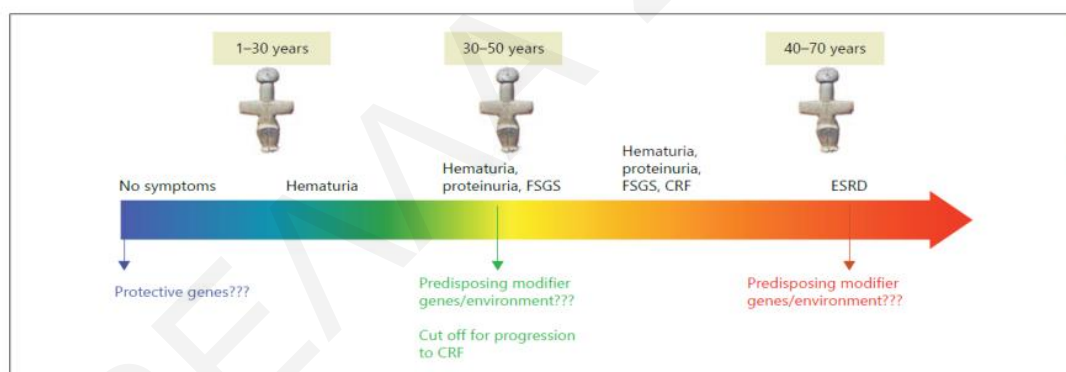 1–30 years
30–50 years
40–70 years
No symptoms
Hematuria
Hematuria,
proteinuria, FSGS
Hematuria,
proteinuria,
FSGS, CRF
ESRD
Protective genes???
Predisposing modifier
genes/environment???
Cut off for progression
to CRF
Predisposing modifier
genes/environment???